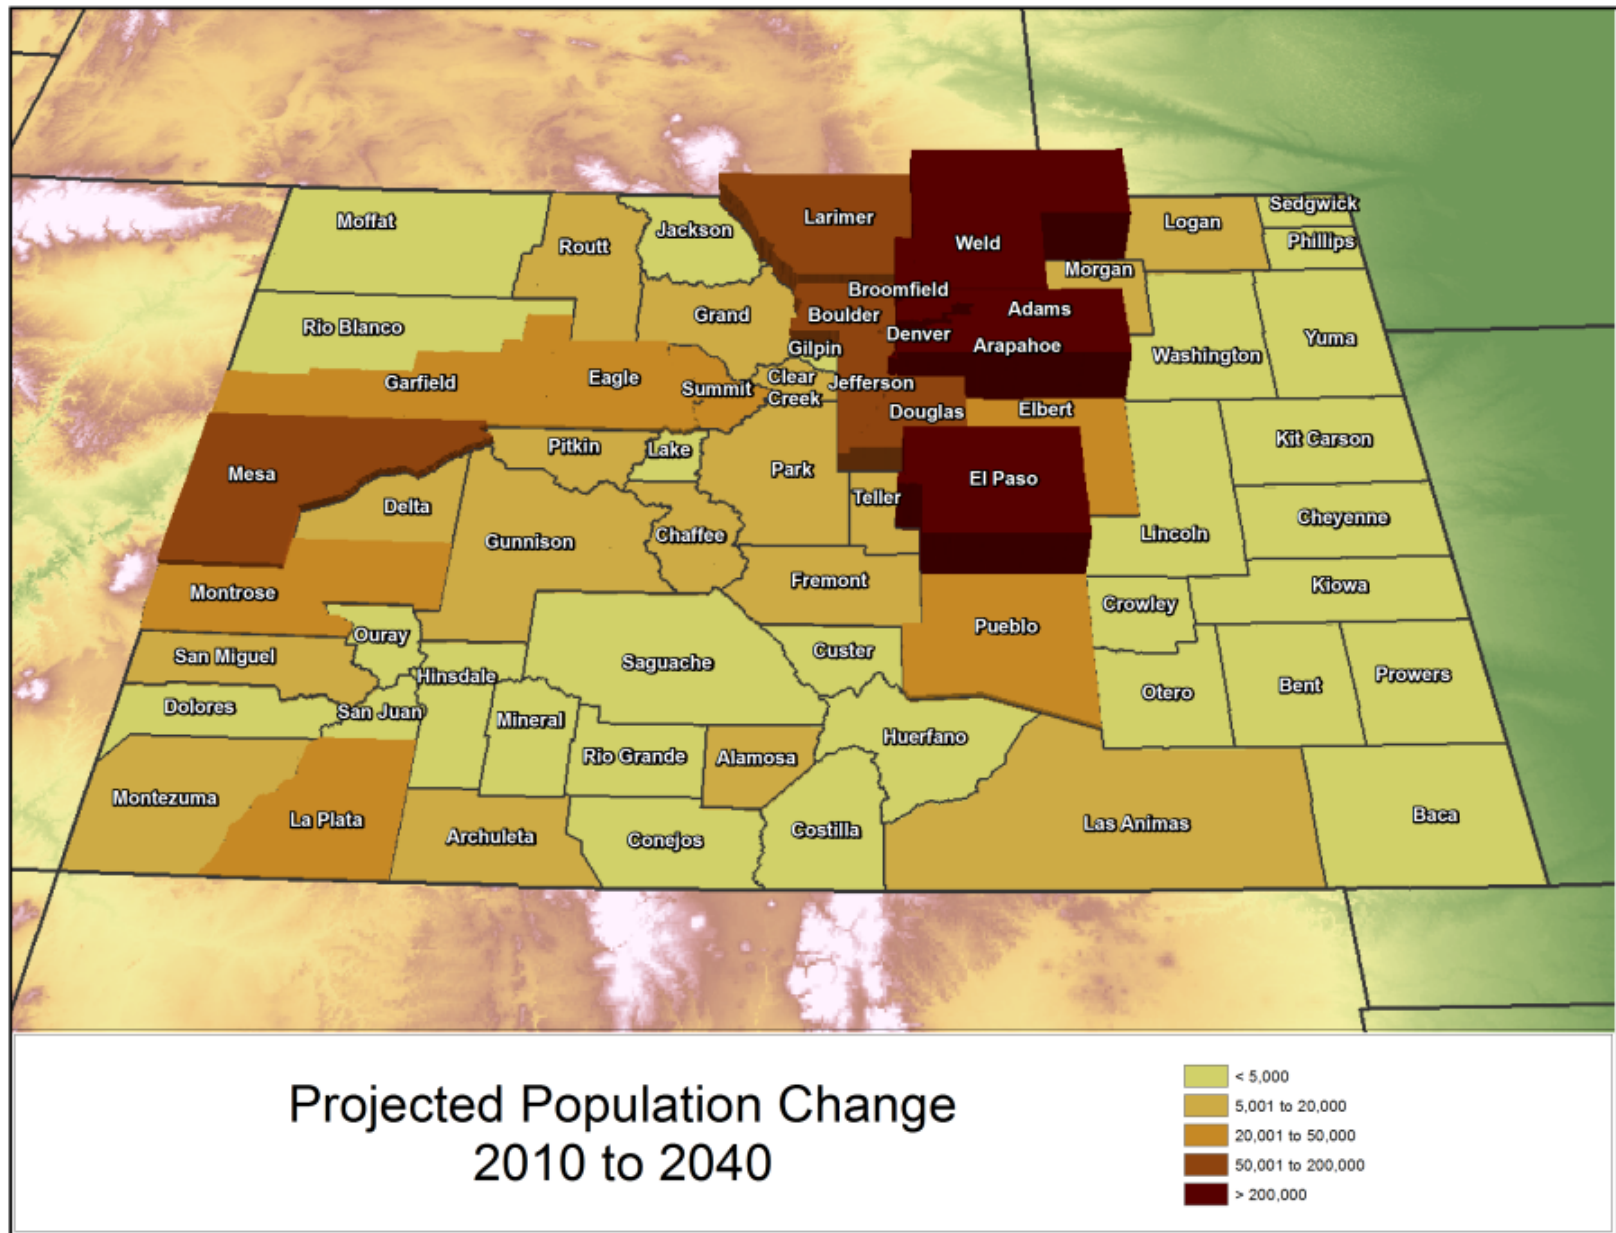 Moffat
Routt
Jackson
Larimer
Weld
Logan
Sedgwick
Phillips
Morgan
Rio Blanco
Grand
Broomfield
Boulder
Adams
Denver
Arapahoe
Gilpin
Washington
Yuma
Garfield
Eagle
Summit
Clear
Creek
Jefferson
Douglas
Elbert
Kit Carson
Mesa
Pitkin
Lake
Park
El Paso
Teller
Delta
Gunnison
Chaffee
Lincoln
Cheyenne
Montrose
Fremont
Kiowa
Crowley
Ouray
Pueblo
San Miguel
Hinsdale
Saguache
Custer
Otero
Bent
Prowers
Dolores
San Juan
Mineral
Rio Grande
Alamosa
Huerfano
Montezuma
La Plata
Archuleta
Conejos
Costilla
Las Animas
Baca
Projected Population Change
2010 to 2040
< 5,000
5,001 to 20,000
20,001 to 50,000
50,001 to 200,000
> 200,000